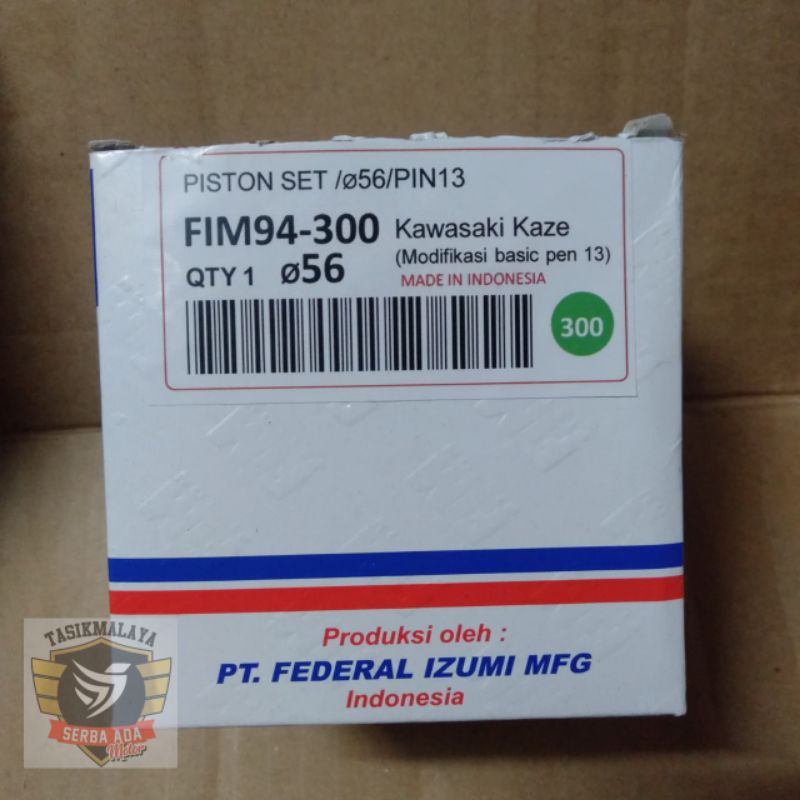 PISTON SET /ø56/PIN13
FIM94-300 Kawasaki Kaze
(Modifikasi basic pen 13)
QTY 1 ø56 MADE IN INDONESIA
300
Produksi oleh :
PT. FEDERAL IZUMI MFG
Indonesia
TASIKMALAYA
SERBA ADA
Motor